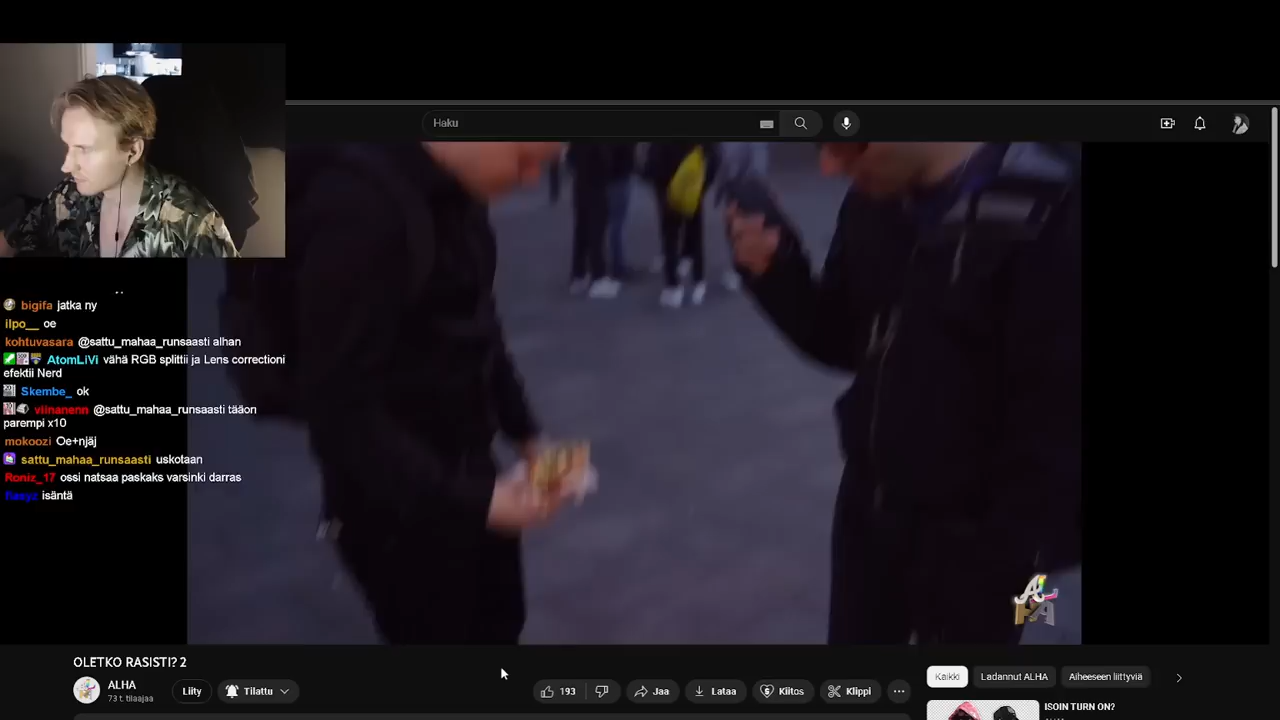 Haku
bigifa jatka ny
ilpo__ oe
kohtuvasara @sattu_mahaa_runsaasti alhan
AtomLiVi vähä RGB splittii ja Lens correctioni
efektii Nerd
Skembe_ ok
viinanenn @sattu_mahaa_runsaasti tääon
parempi x10
mokoozi Oe+njäj
sattu_mahaa_runsaasti uskotaan
Roniz_17 ossi natsaa paskaks varsinki darras
isäntä
OLETKO RASISTI? 2
ALHA
73 t. tilaajaa
Liity
Tilattu
193
Jaa
Lataa
Kiitos
Klippi
Kaikki
Ladannut ALHA
Aiheeseen liittyviä
ISOIN TURN ON?